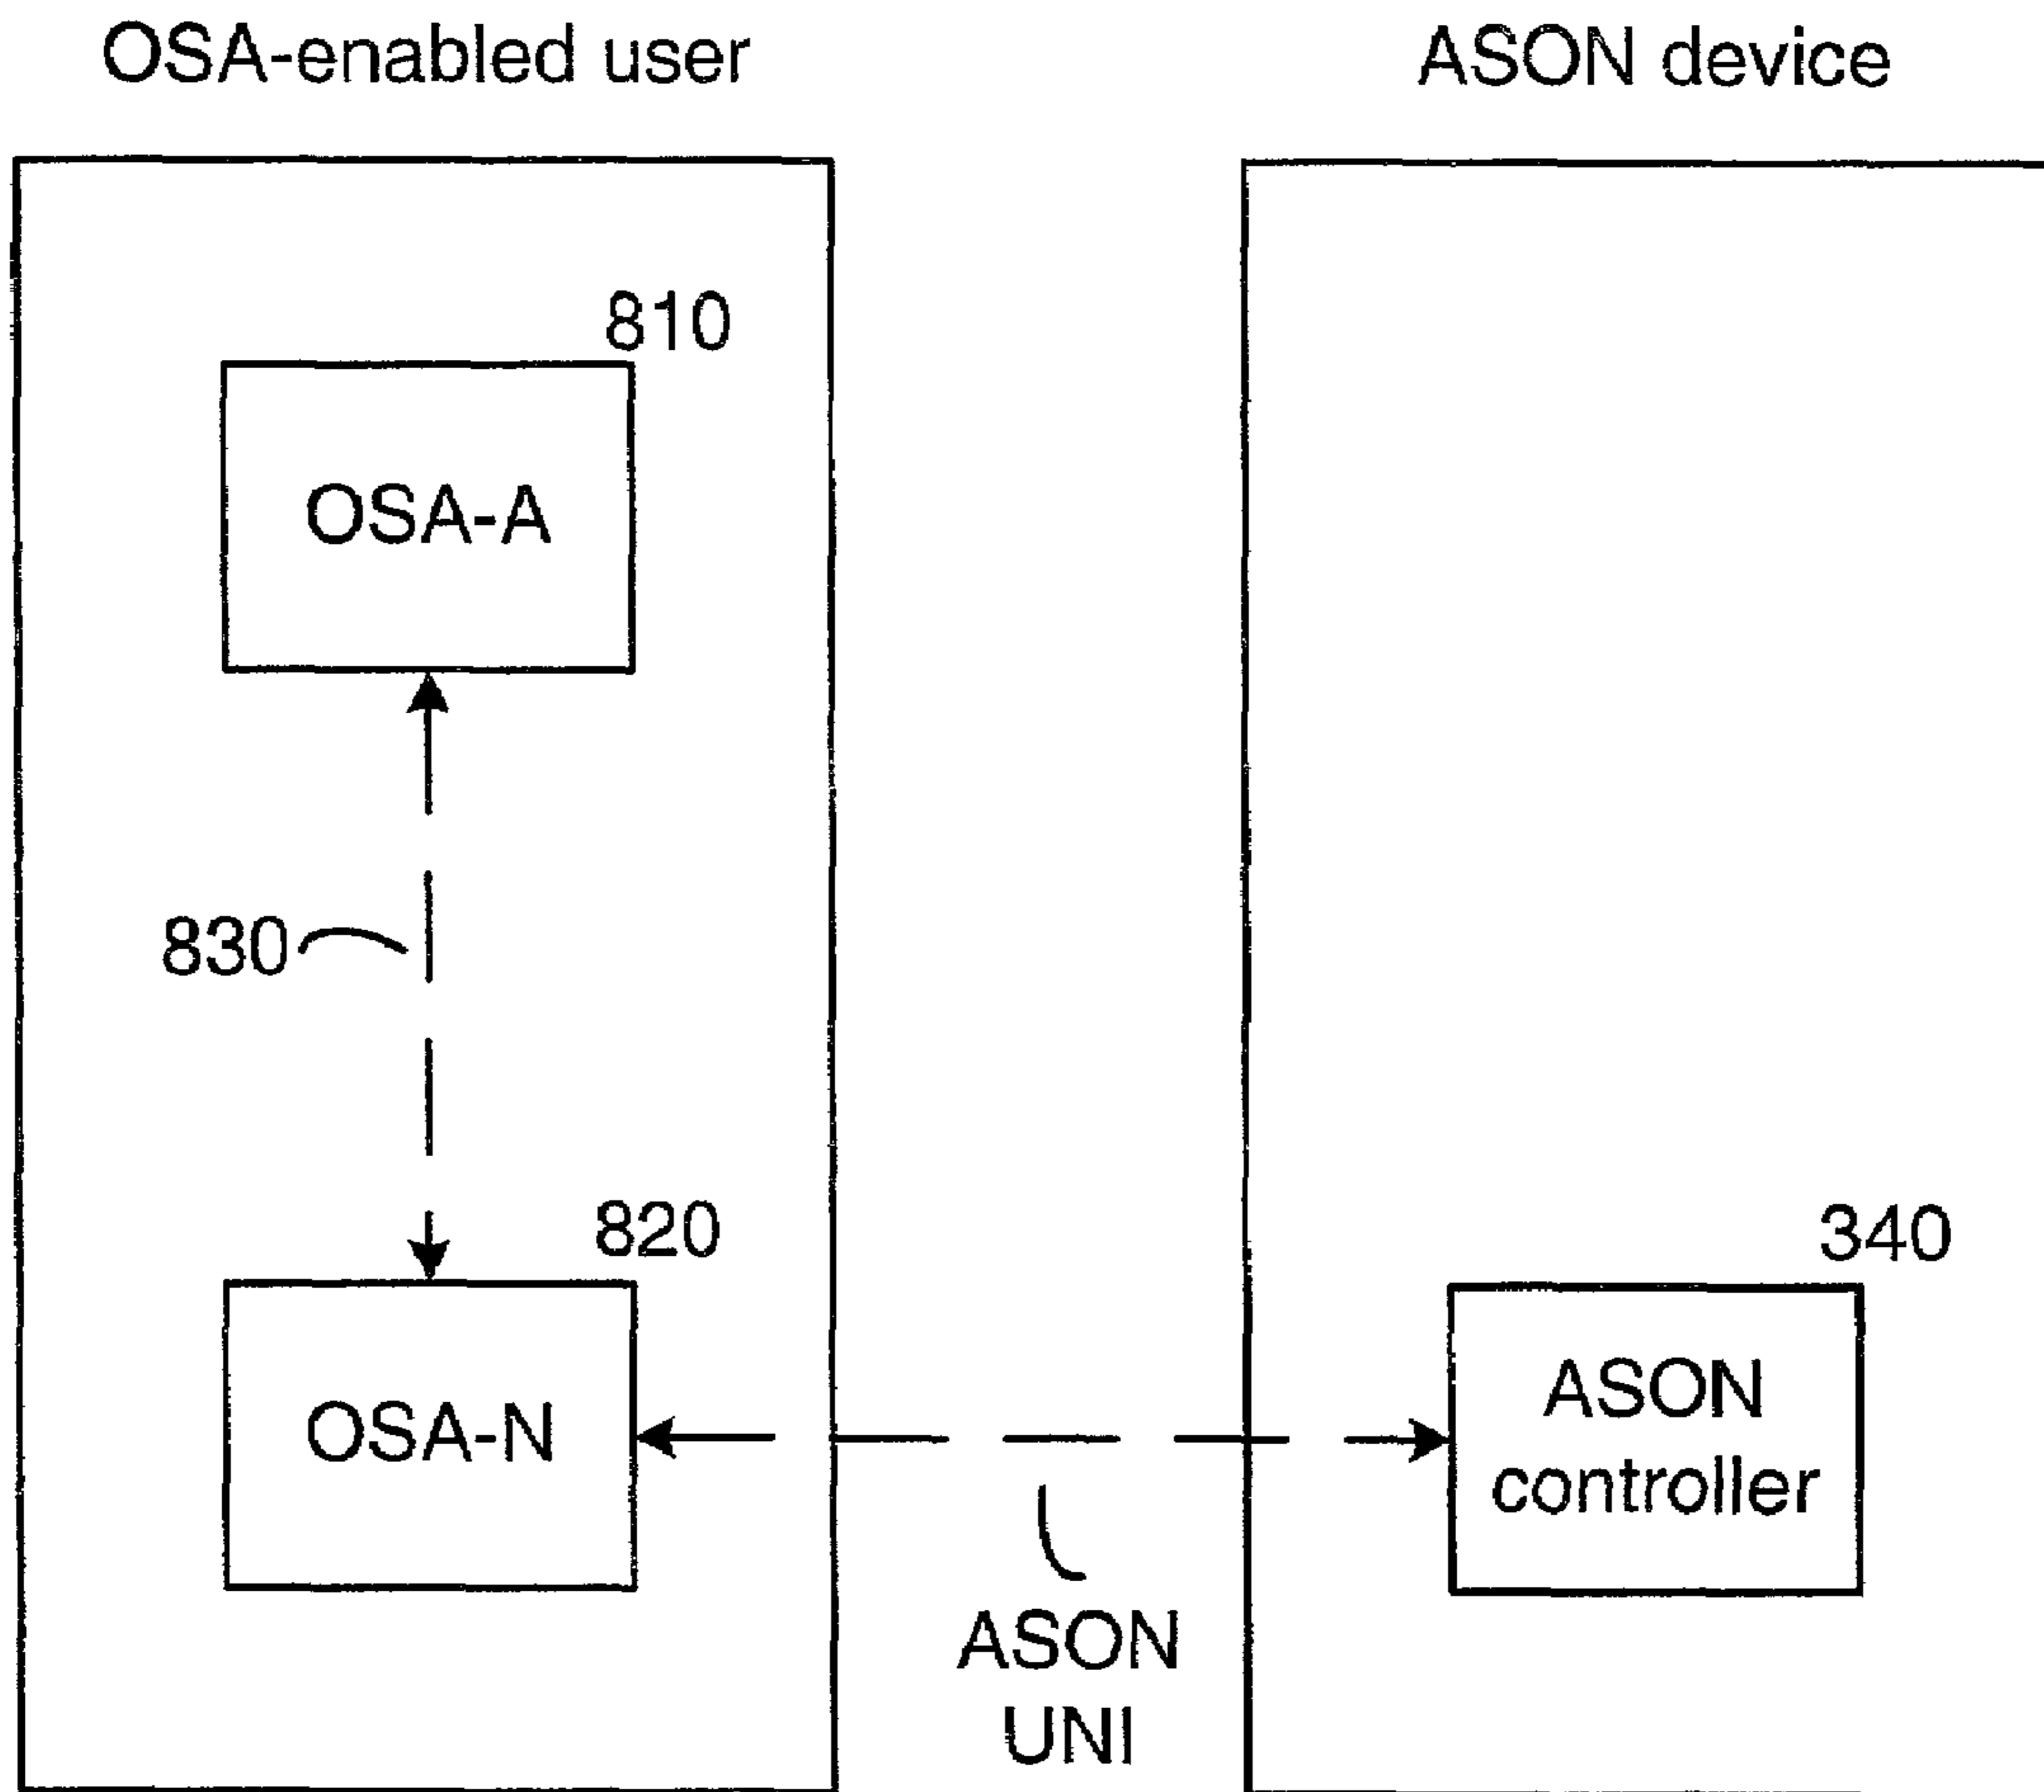 OSA-enabled user
ASON device
810
OSA-A
830
820
340
OSA-N
ASON
controller
ASON
UNI